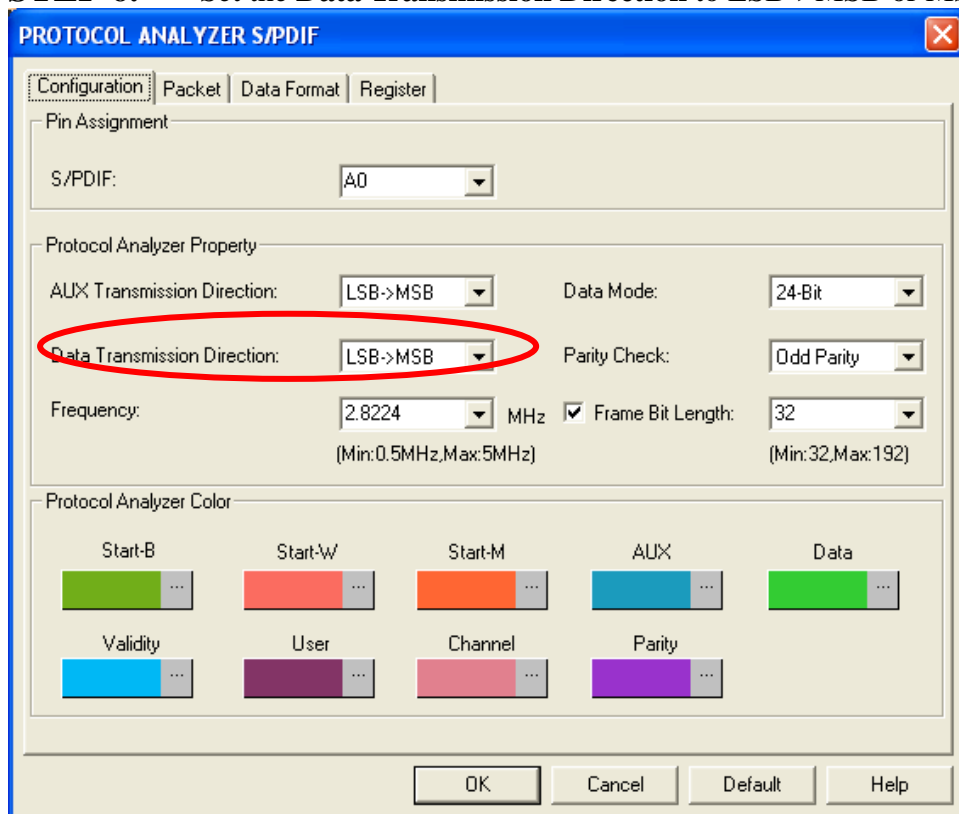 PROTOCOL ANALYZER S/PDIF
Configuration Packet Data Format Register
Pin Assignment
S/PDIF: A0
Protocol Analyzer Property
AUX Transmission Direction: LSB->MSB Data Mode: 24-Bit
Data Transmission Direction: LSB->MSB Parity Check: Odd Parity
Frequency: 2.8224 MHz Frame Bit Length: 32
(Min:0.5MHz,Max:5MHz) (Min:32,Max:192)
Protocol Analyzer Color
Start-B Start-W Start-M AUX Data
... ... ... ... ...
Validity User Channel Parity
... ... ... ...
OK Cancel Default Help